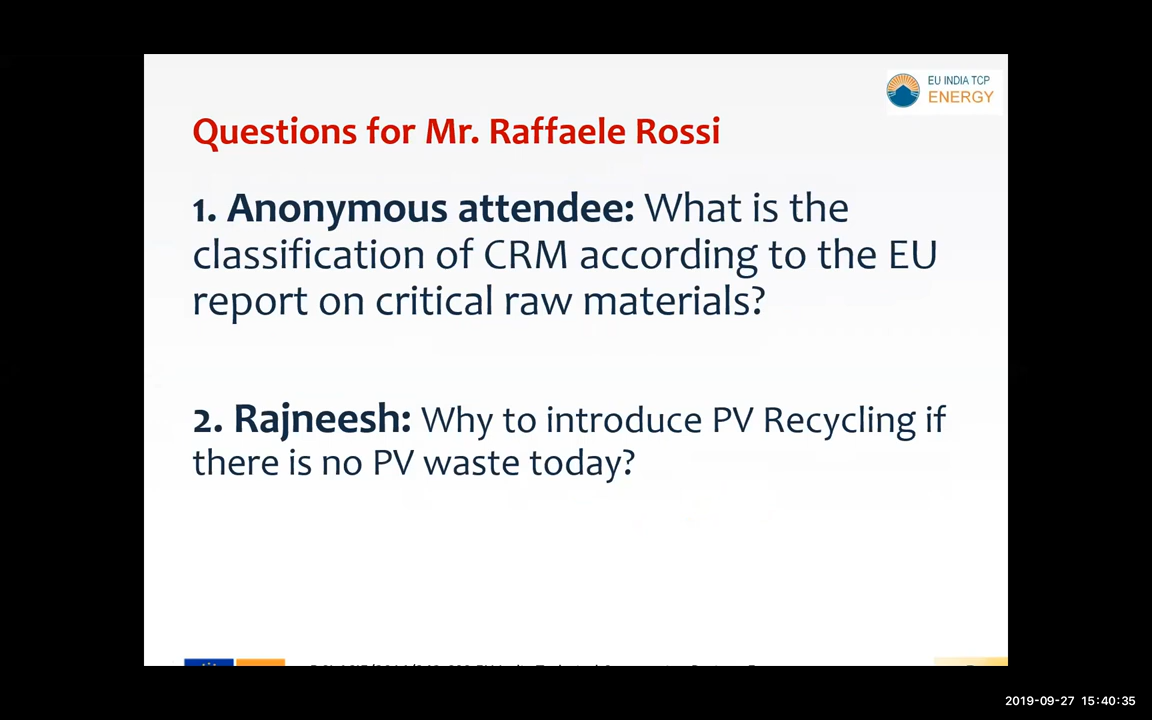 EU INDIA TCP
ENERGY
Questions for Mr. Raffaele Rossi
1. Anonymous attendee: What is the
classification of CRM according to the EU
report on critical raw materials?
2. Rajneesh: Why to introduce PV Recycling if
there is no PV waste today?
2019-09-27 15:40:35